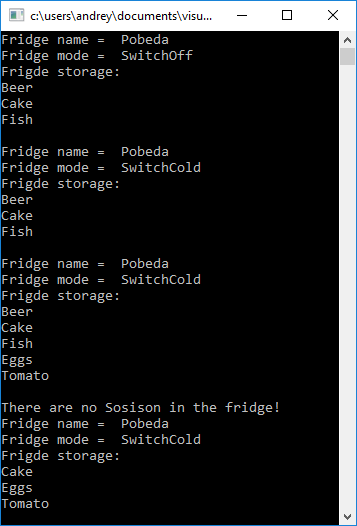 c:\users\andrey\documents\visu...
Fridge name =  Pobeda
Fridge mode =  SwitchOff
Frigde storage:
Beer
Cake
Fish
Fridge name =  Pobeda
Fridge mode =  SwitchCold
Frigde storage:
Beer
Cake
Fish
Fridge name =  Pobeda
Fridge mode =  SwitchCold
Frigde storage:
Beer
Cake
Fish
Eggs
Tomato
There are no Sosison in the fridge!
Fridge name =  Pobeda
Fridge mode =  SwitchCold
Frigde storage:
Cake
Eggs
Tomato